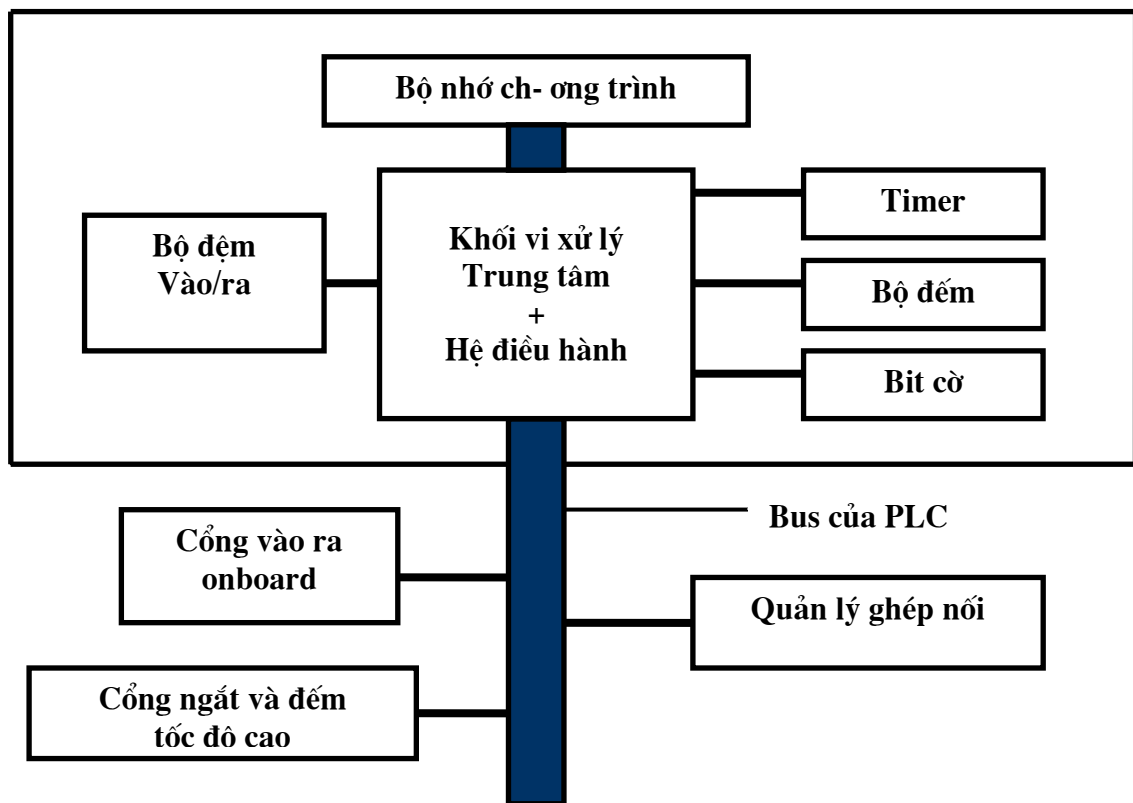 Bộ nhớ ch- ơng trình
Bộ đệm
Vào/ra
Khối vi xử lý
Trung tâm
+
Hệ điều hành
Timer
Bộ đếm
Bit cờ
Cổng vào ra
onboard
Bus của PLC
Quản lý ghép nối
Cổng ngắt và đếm
tốc đô cao